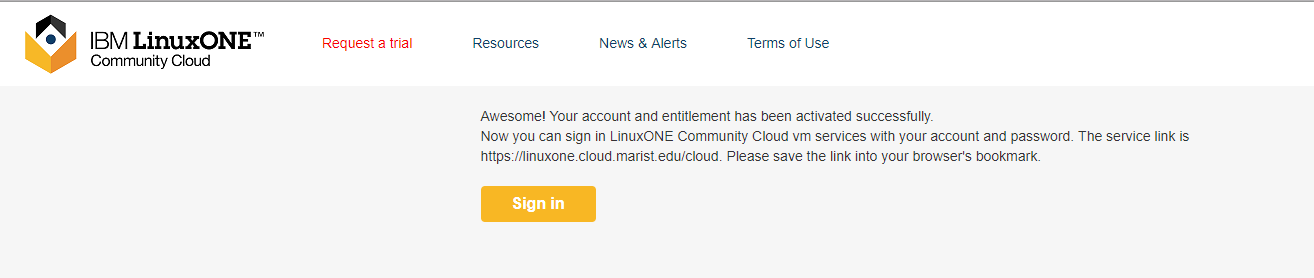 IBM LinuxONE™
Community Cloud
Request a trial
Resources
News & Alerts
Terms of Use
Awesome! Your account and entitlement has been activated successfully.
Now you can sign in LinuxONE Community Cloud vm services with your account and password. The service link is
https://linuxone.cloud.marist.edu/cloud. Please save the link into your browser's bookmark.
Sign in